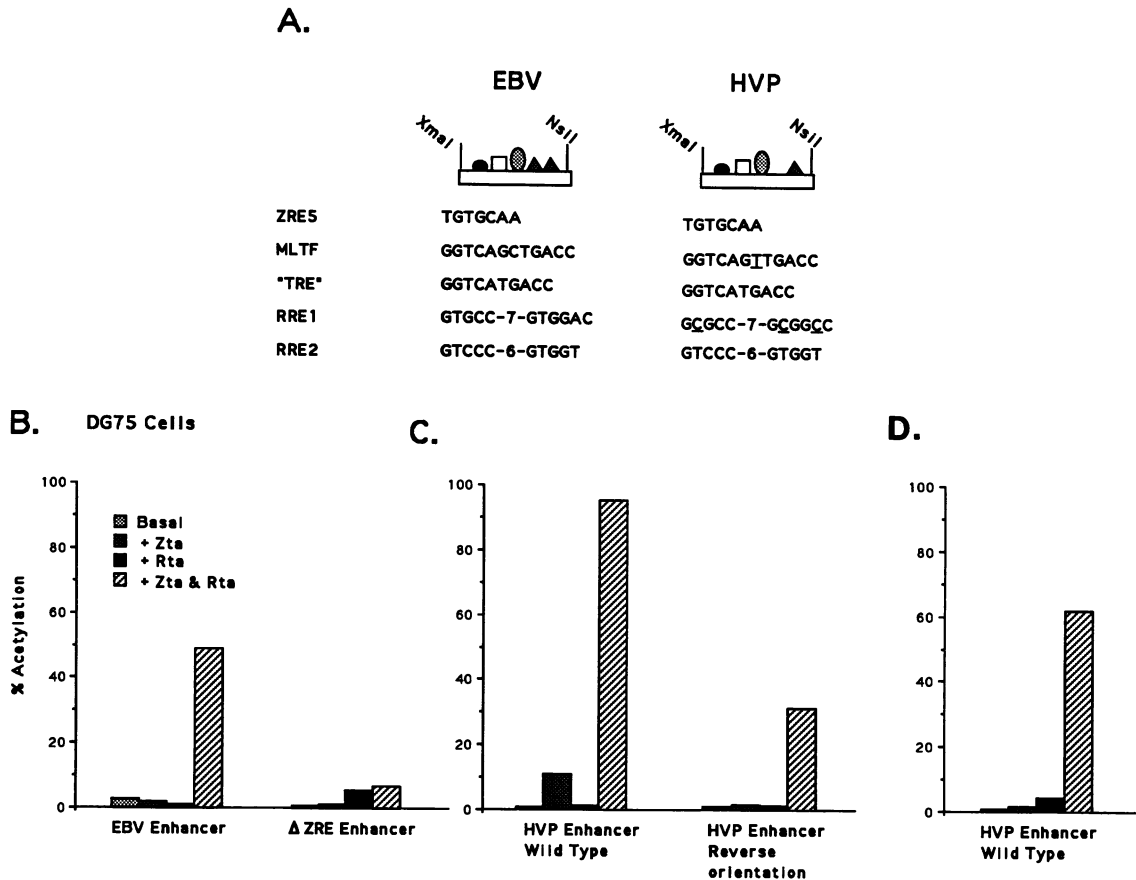 A.
EBV HVP
XmaI NsiI XmaI NsiI
ZRE5 TGTGCAA TGTGCAA
MLTF GGTCAGCTGACC GGTCAGTTGACC
"TRE" GGTCATGACC GGTCATGACC
RRE1 GTGCC-7-GTGGAC GCGCC-7-GCGGCC
RRE2 GTCCC-6-GTGGT GTCCC-6-GTGGT
B. DG75 Cells
% Acetylation
100
80
60
40
20
0
Basal
+ Zta
+ Rta
+ Zta & Rta
EBV Enhancer Δ ZRE Enhancer
C.
100
80
60
40
20
0
HVP Enhancer
Wild Type
HVP Enhancer
Reverse
orientation
D.
100
80
60
40
20
0
HVP Enhancer
Wild Type